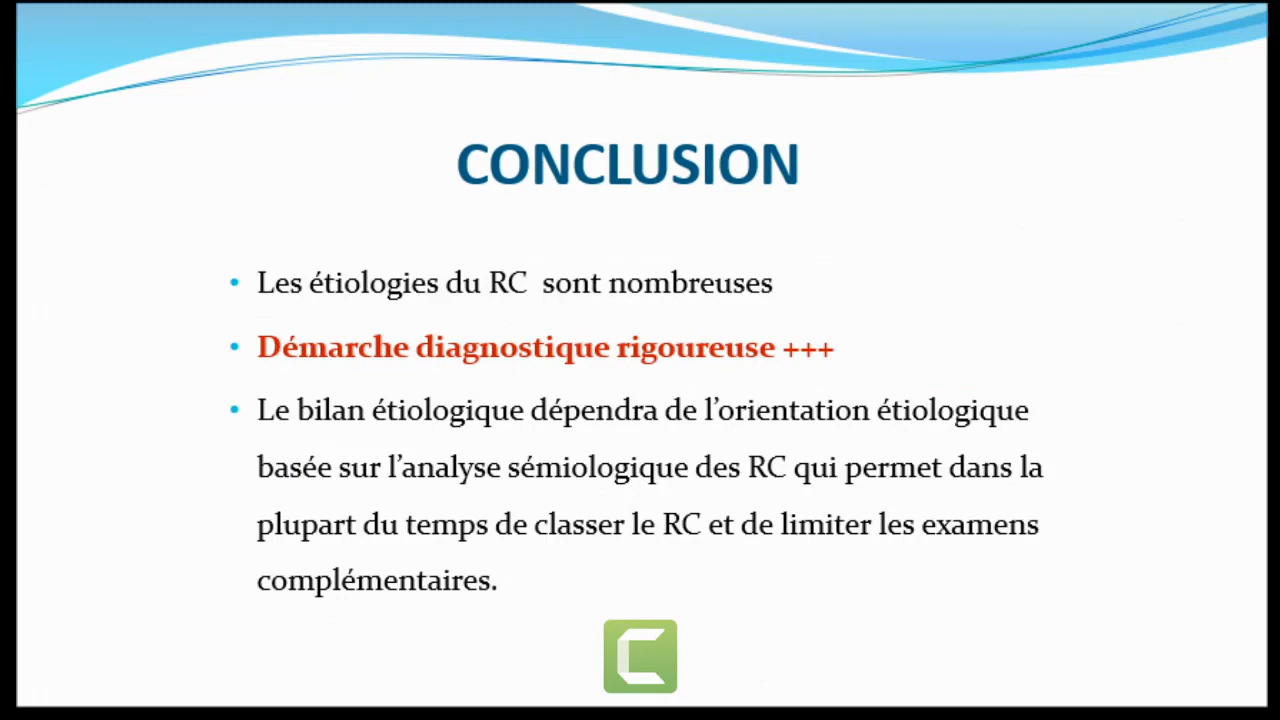 CONCLUSION
• Les étiologies du RC  sont nombreuses
• Démarche diagnostique rigoureuse +++
• Le bilan étiologique dépendra de l’orientation étiologique
basée sur l’analyse sémiologique des RC qui permet dans la
plupart du temps de classer le RC et de limiter les examens
complémentaires.